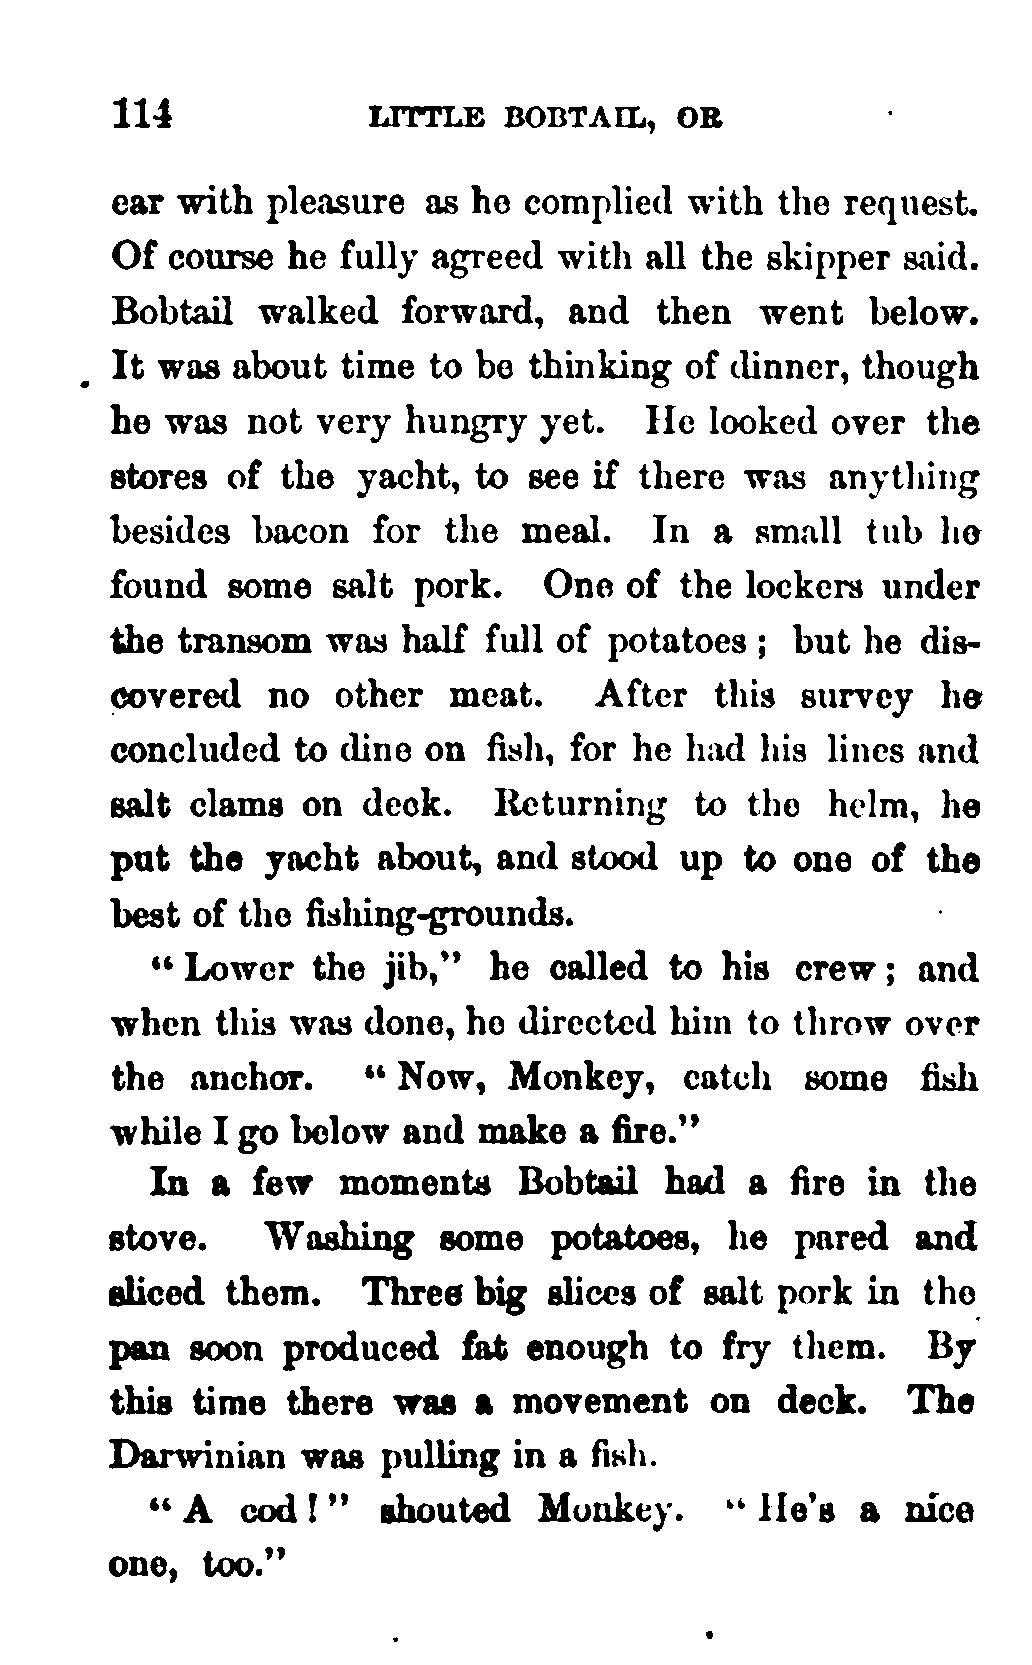 114 LITTLE BOBTAIL, OR
ear with pleasure as he complied with the request.
Of course he fully agreed with all the skipper said.
Bobtail walked forward, and then went below.
It was about time to be thinking of dinner, though
he was not very hungry yet. He looked over the
stores of the yacht, to see if there was anything
besides bacon for the meal. In a small tub he
found some salt pork. One of the lockers under
the transom was half full of potatoes; but he dis-
covered no other meat. After this survey he
concluded to dine on fish, for he had his lines and
salt clams on deck. Returning to the helm, he
put the yacht about, and stood up to one of the
best of the fishing-grounds.
"Lower the jib," he called to his crew; and
when this was done, he directed him to throw over
the anchor. "Now, Monkey, catch some fish
while I go below and make a fire."
In a few moments Bobtail had a fire in the
stove. Washing some potatoes, he pared and
sliced them. Three big slices of salt pork in the
pan soon produced fat enough to fry them. By
this time there was a movement on deck. The
Darwinian was pulling in a fish.
"A cod!" shouted Monkey. "He's a nice
one, too."